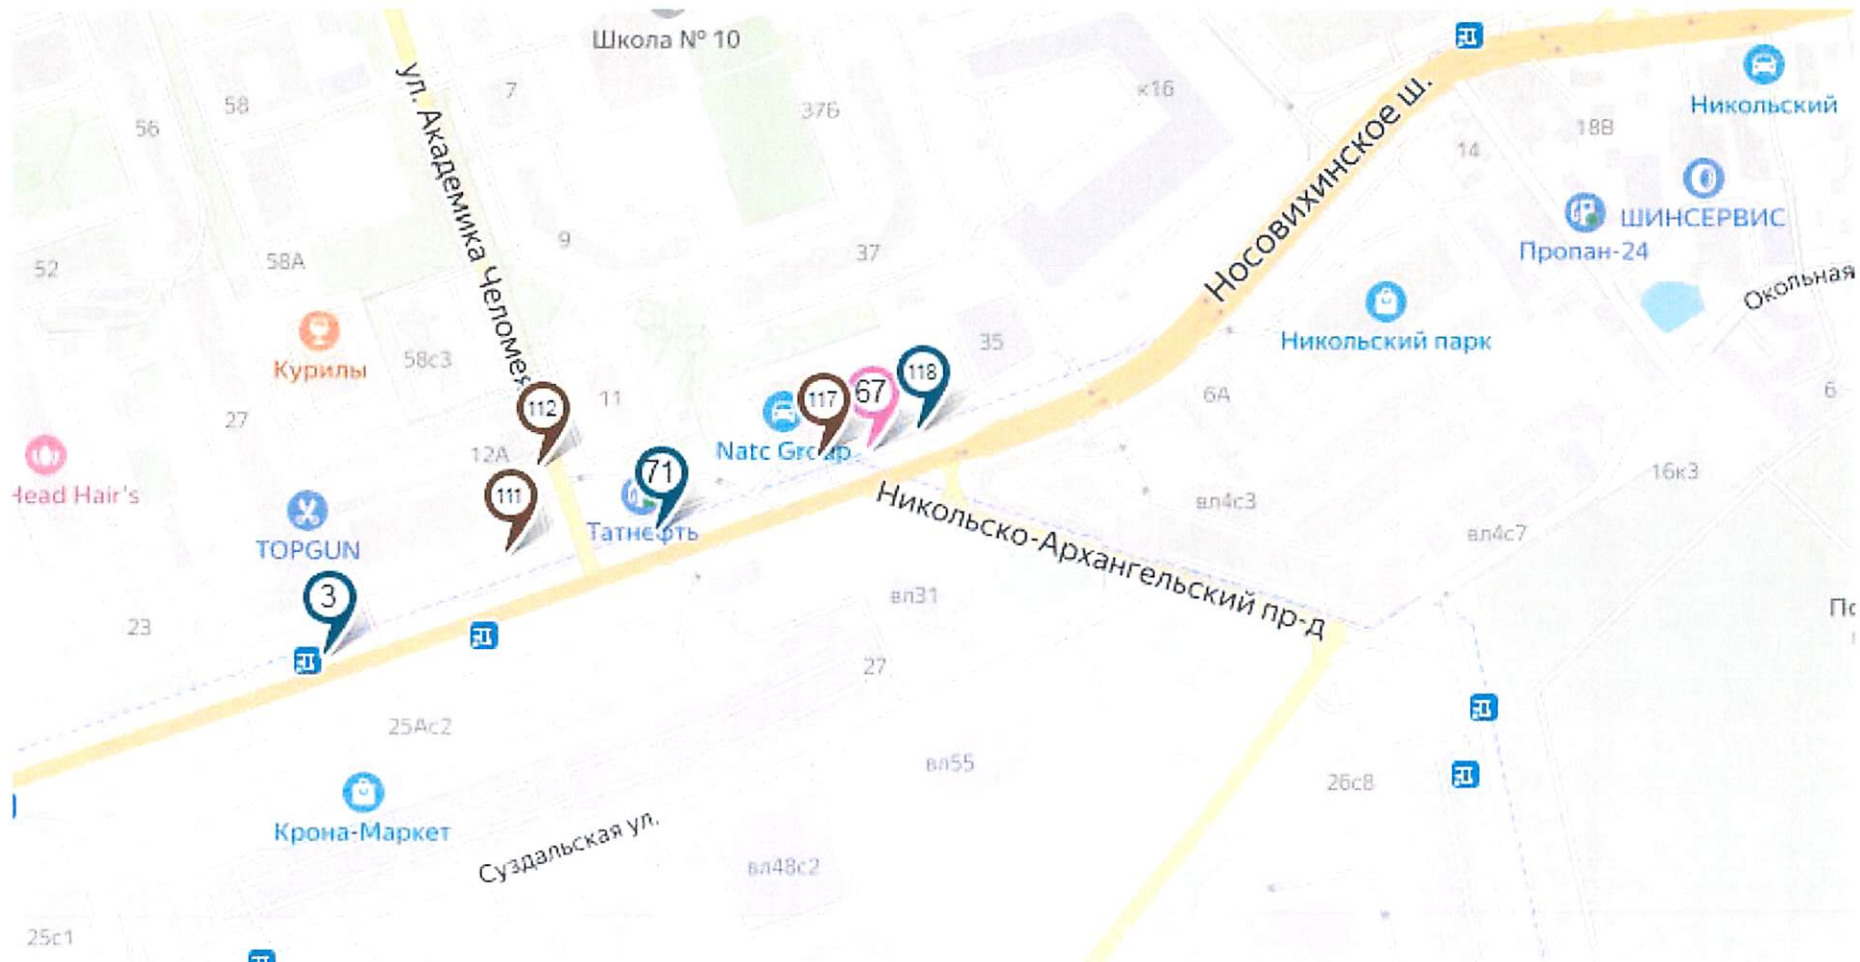 Школа № 10
7
58
56
37Б
к16
ул. Академика Челомея
Носовихинское ш.
Никольский
18В
14
ШИНСЕРВИС
Пропан-24
Окольная
9
37
58А
52
Никольский парк
35
Курилы
58с3
118
67
117
112
11
6А
6
27
Natc Group
12А
71
111
Head Hair's
16к3
TOPGUN
Татнефть
Никольско-Архангельский пр-д
вл4с3
вл4с7
3
23
вл31
27
25Ас2
вл55
26с8
Крона-Маркет
Суздальская ул.
вл48с2
25с1